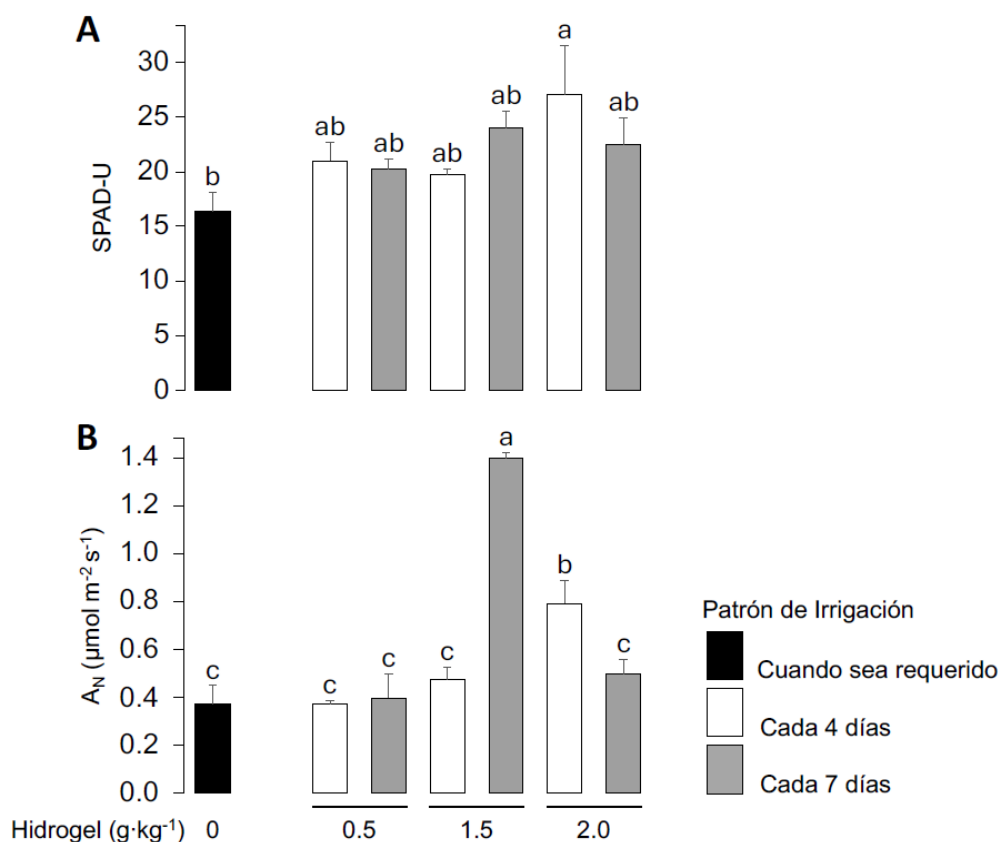 A
30
25
20
15
10
5
0
SPAD-U
b
ab
ab
ab
ab
a
ab
B
1.4
1.2
1.0
0.8
0.6
0.4
0.2
0.0
A_N (µmol m⁻² s⁻¹)
c
c
c
c
a
b
c
Hidrogel (g·kg⁻¹) 0 0.5 1.5 2.0
Patrón de Irrigación
Cuando sea requerido
Cada 4 días
Cada 7 días